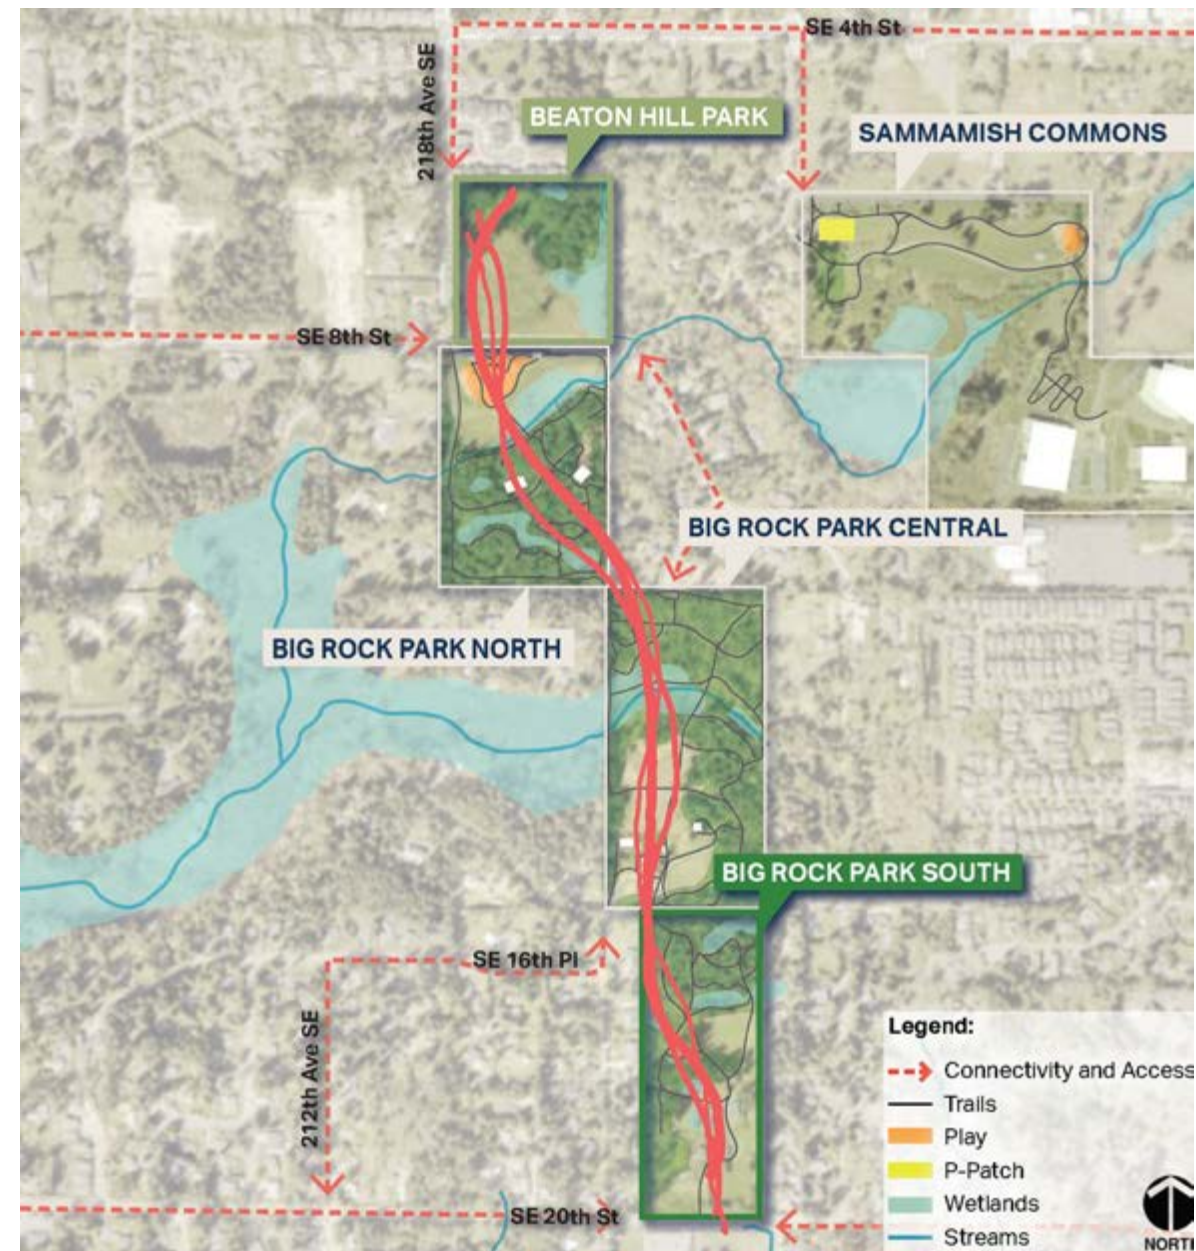 SE 4th St
218th Ave SE
BEATON HILL PARK
SAMMAMISH COMMONS
SE 8th St
BIG ROCK PARK CENTRAL
BIG ROCK PARK NORTH
BIG ROCK PARK SOUTH
SE 16th Pl
212th Ave SE
SE 20th St
Legend:
Connectivity and Access
Trails
Play
P-Patch
Wetlands
Streams
NORTH